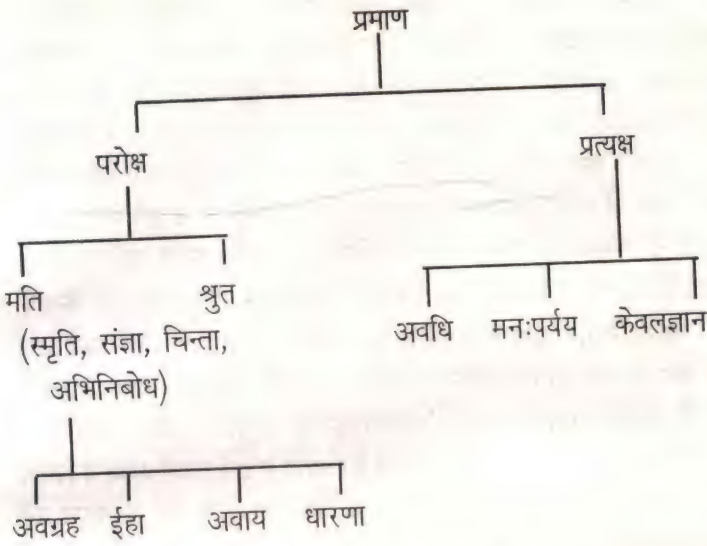 प्रमाण
परोक्ष प्रत्यक्ष
मति श्रुत
(स्मृति, संज्ञा, चिन्ता,
अभिनिबोध)
अवधि मनःपर्यय केवलज्ञान
अवग्रह ईहा अवाय धारणा